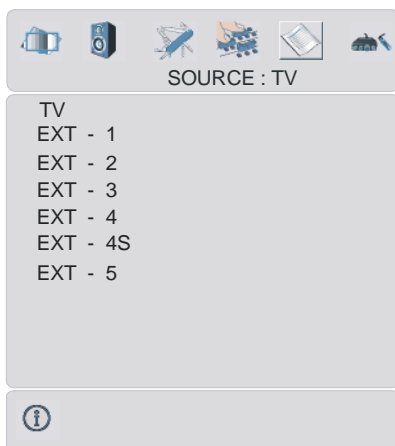 SOURCE : TV
TV
EXT - 1
EXT - 2
EXT - 3
EXT - 4
EXT - 4S
EXT - 5